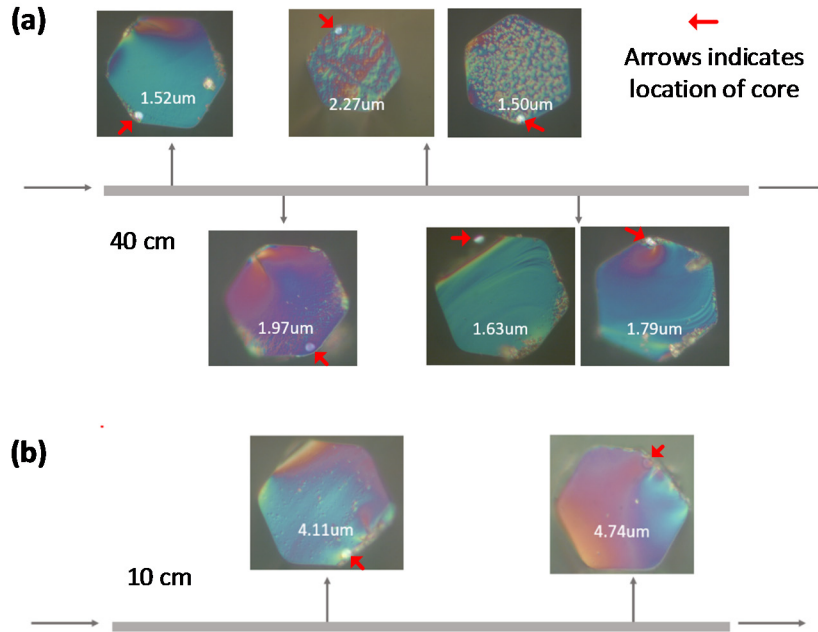 (a)
1.52um
2.27um
1.50um
Arrows indicates
location of core
40 cm
1.97um
1.63um
1.79um
(b)
4.11um
4.74um
10 cm